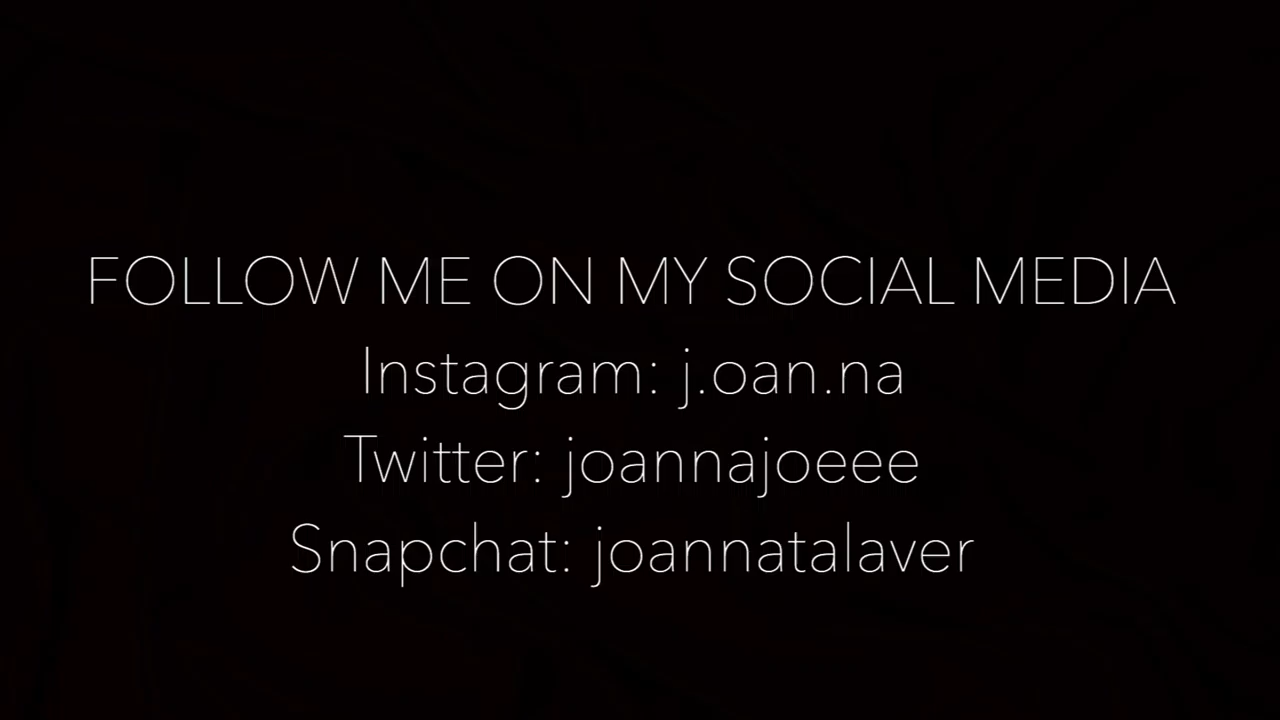 FOLLOW ME ON MY SOCIAL MEDIA
Instagram: j.oan.na
Twitter: joannajoeee
Snapchat: joannatalaver